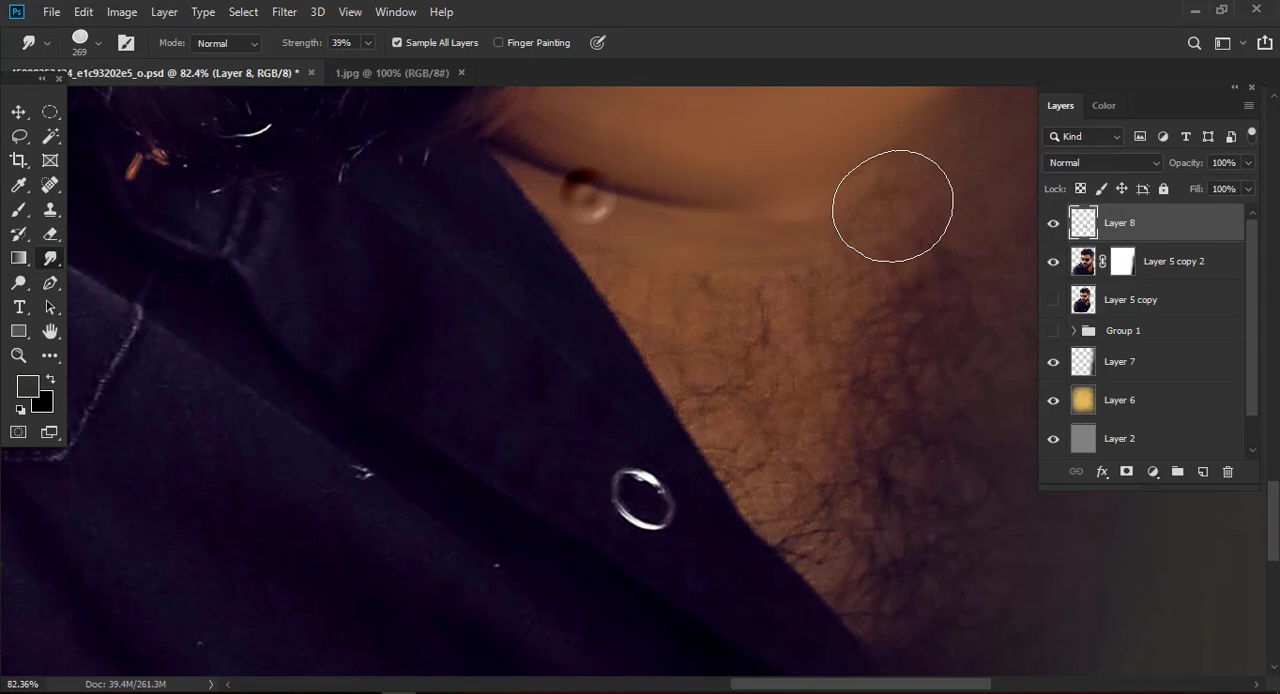 Ps File Edit Image Layer Type Select Filter 3D View Window Help
269 Mode: Normal Strength: 39% Sample All Layers Finger Painting
_e1c93202e5_o.psd @ 82.4% (Layer 8, RGB/8) * 1.jpg @ 100% (RGB/8#)
Layers Color
Kind
Normal Opacity: 100%
Lock: Fill: 100%
Layer 8
Layer 5 copy 2
Layer 5 copy
Group 1
Layer 7
Layer 6
Layer 2
fx
82.36% Doc: 39.4M/261.3M